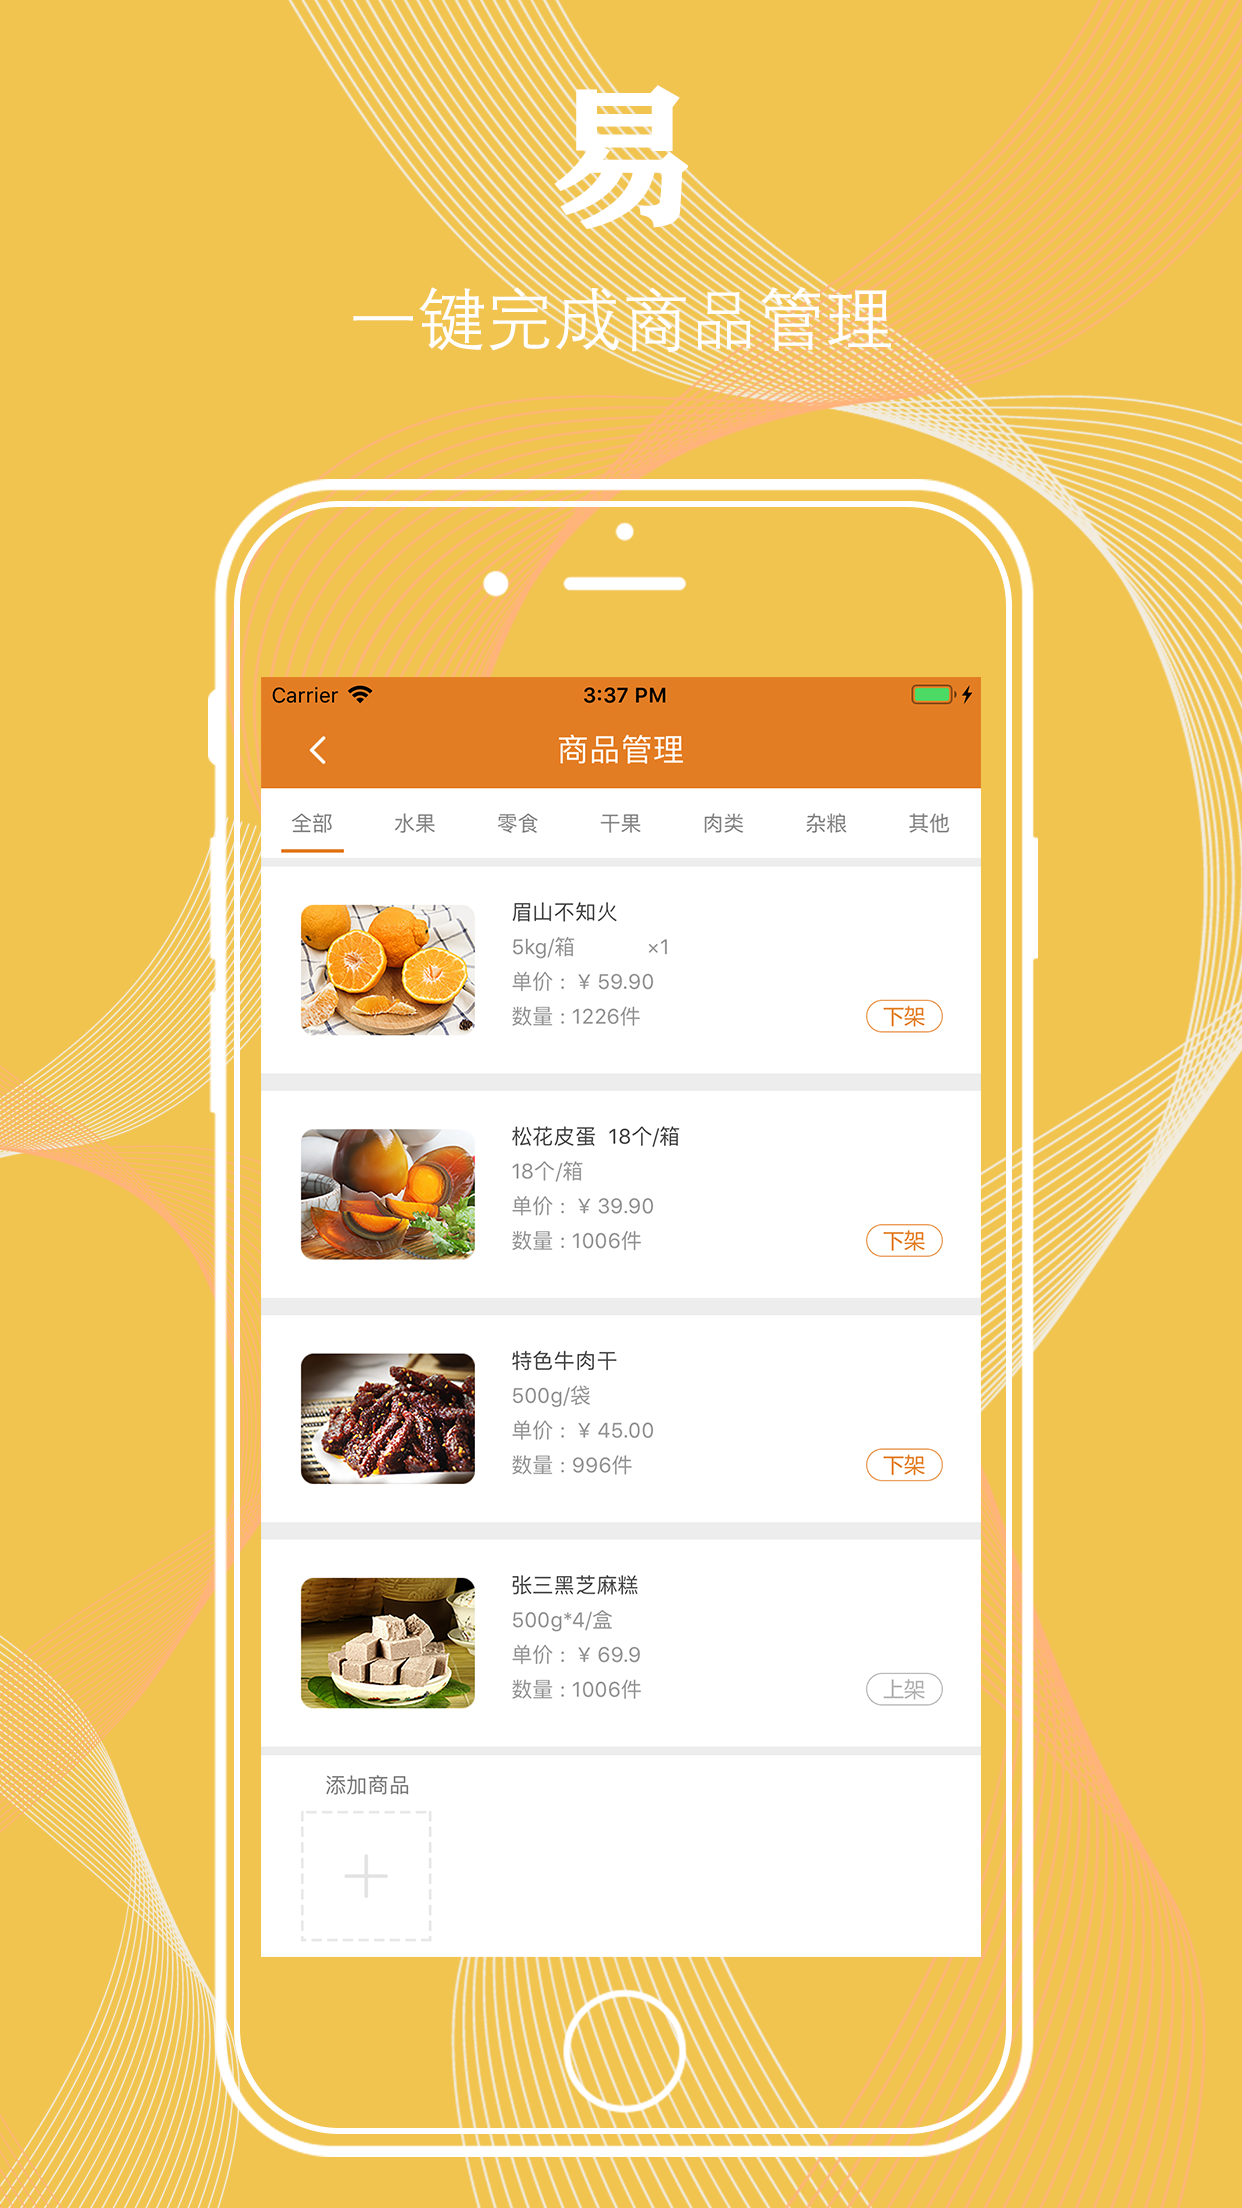 易
一键完成商品管理
Carrier 3:37 PM
商品管理
全部 水果 零食 干果 肉类 杂粮 其他
眉山不知火
5kg/箱 ×1
单价：¥ 59.90
数量：1226件 下架
松花皮蛋 18个/箱
18个/箱
单价：¥ 39.90
数量：1006件 下架
特色牛肉干
500g/袋
单价：¥ 45.00
数量：996件 下架
张三黑芝麻糕
500g*4/盒
单价：¥ 69.9
数量：1006件 上架
添加商品